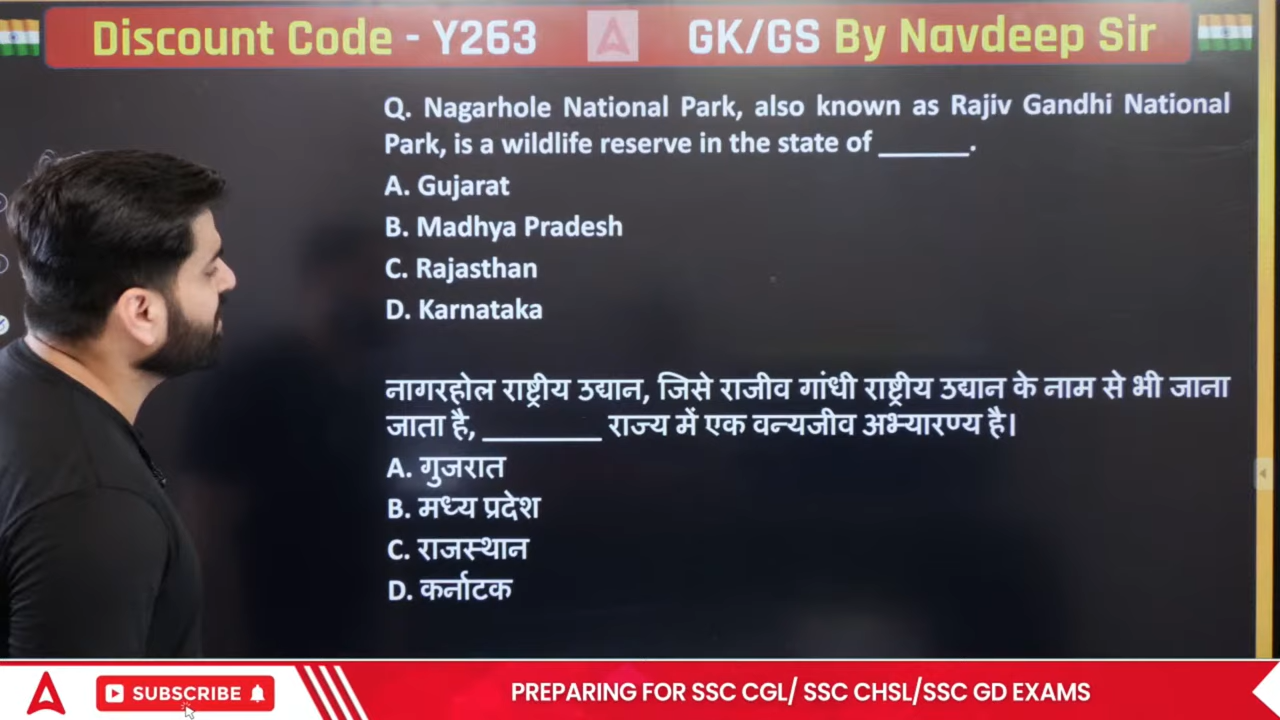 Discount Code - Y263 GK/GS By Navdeep Sir
Q. Nagarhole National Park, also known as Rajiv Gandhi National
Park, is a wildlife reserve in the state of ______.
A. Gujarat
B. Madhya Pradesh
C. Rajasthan
D. Karnataka
नागरहोल राष्ट्रीय उद्यान, जिसे राजीव गांधी राष्ट्रीय उद्यान के नाम से भी जाना
जाता है, ________ राज्य में एक वन्यजीव अभ्यारण्य है।
A. गुजरात
B. मध्य प्रदेश
C. राजस्थान
D. कर्नाटक
SUBSCRIBE
PREPARING FOR SSC CGL/ SSC CHSL/SSC GD EXAMS